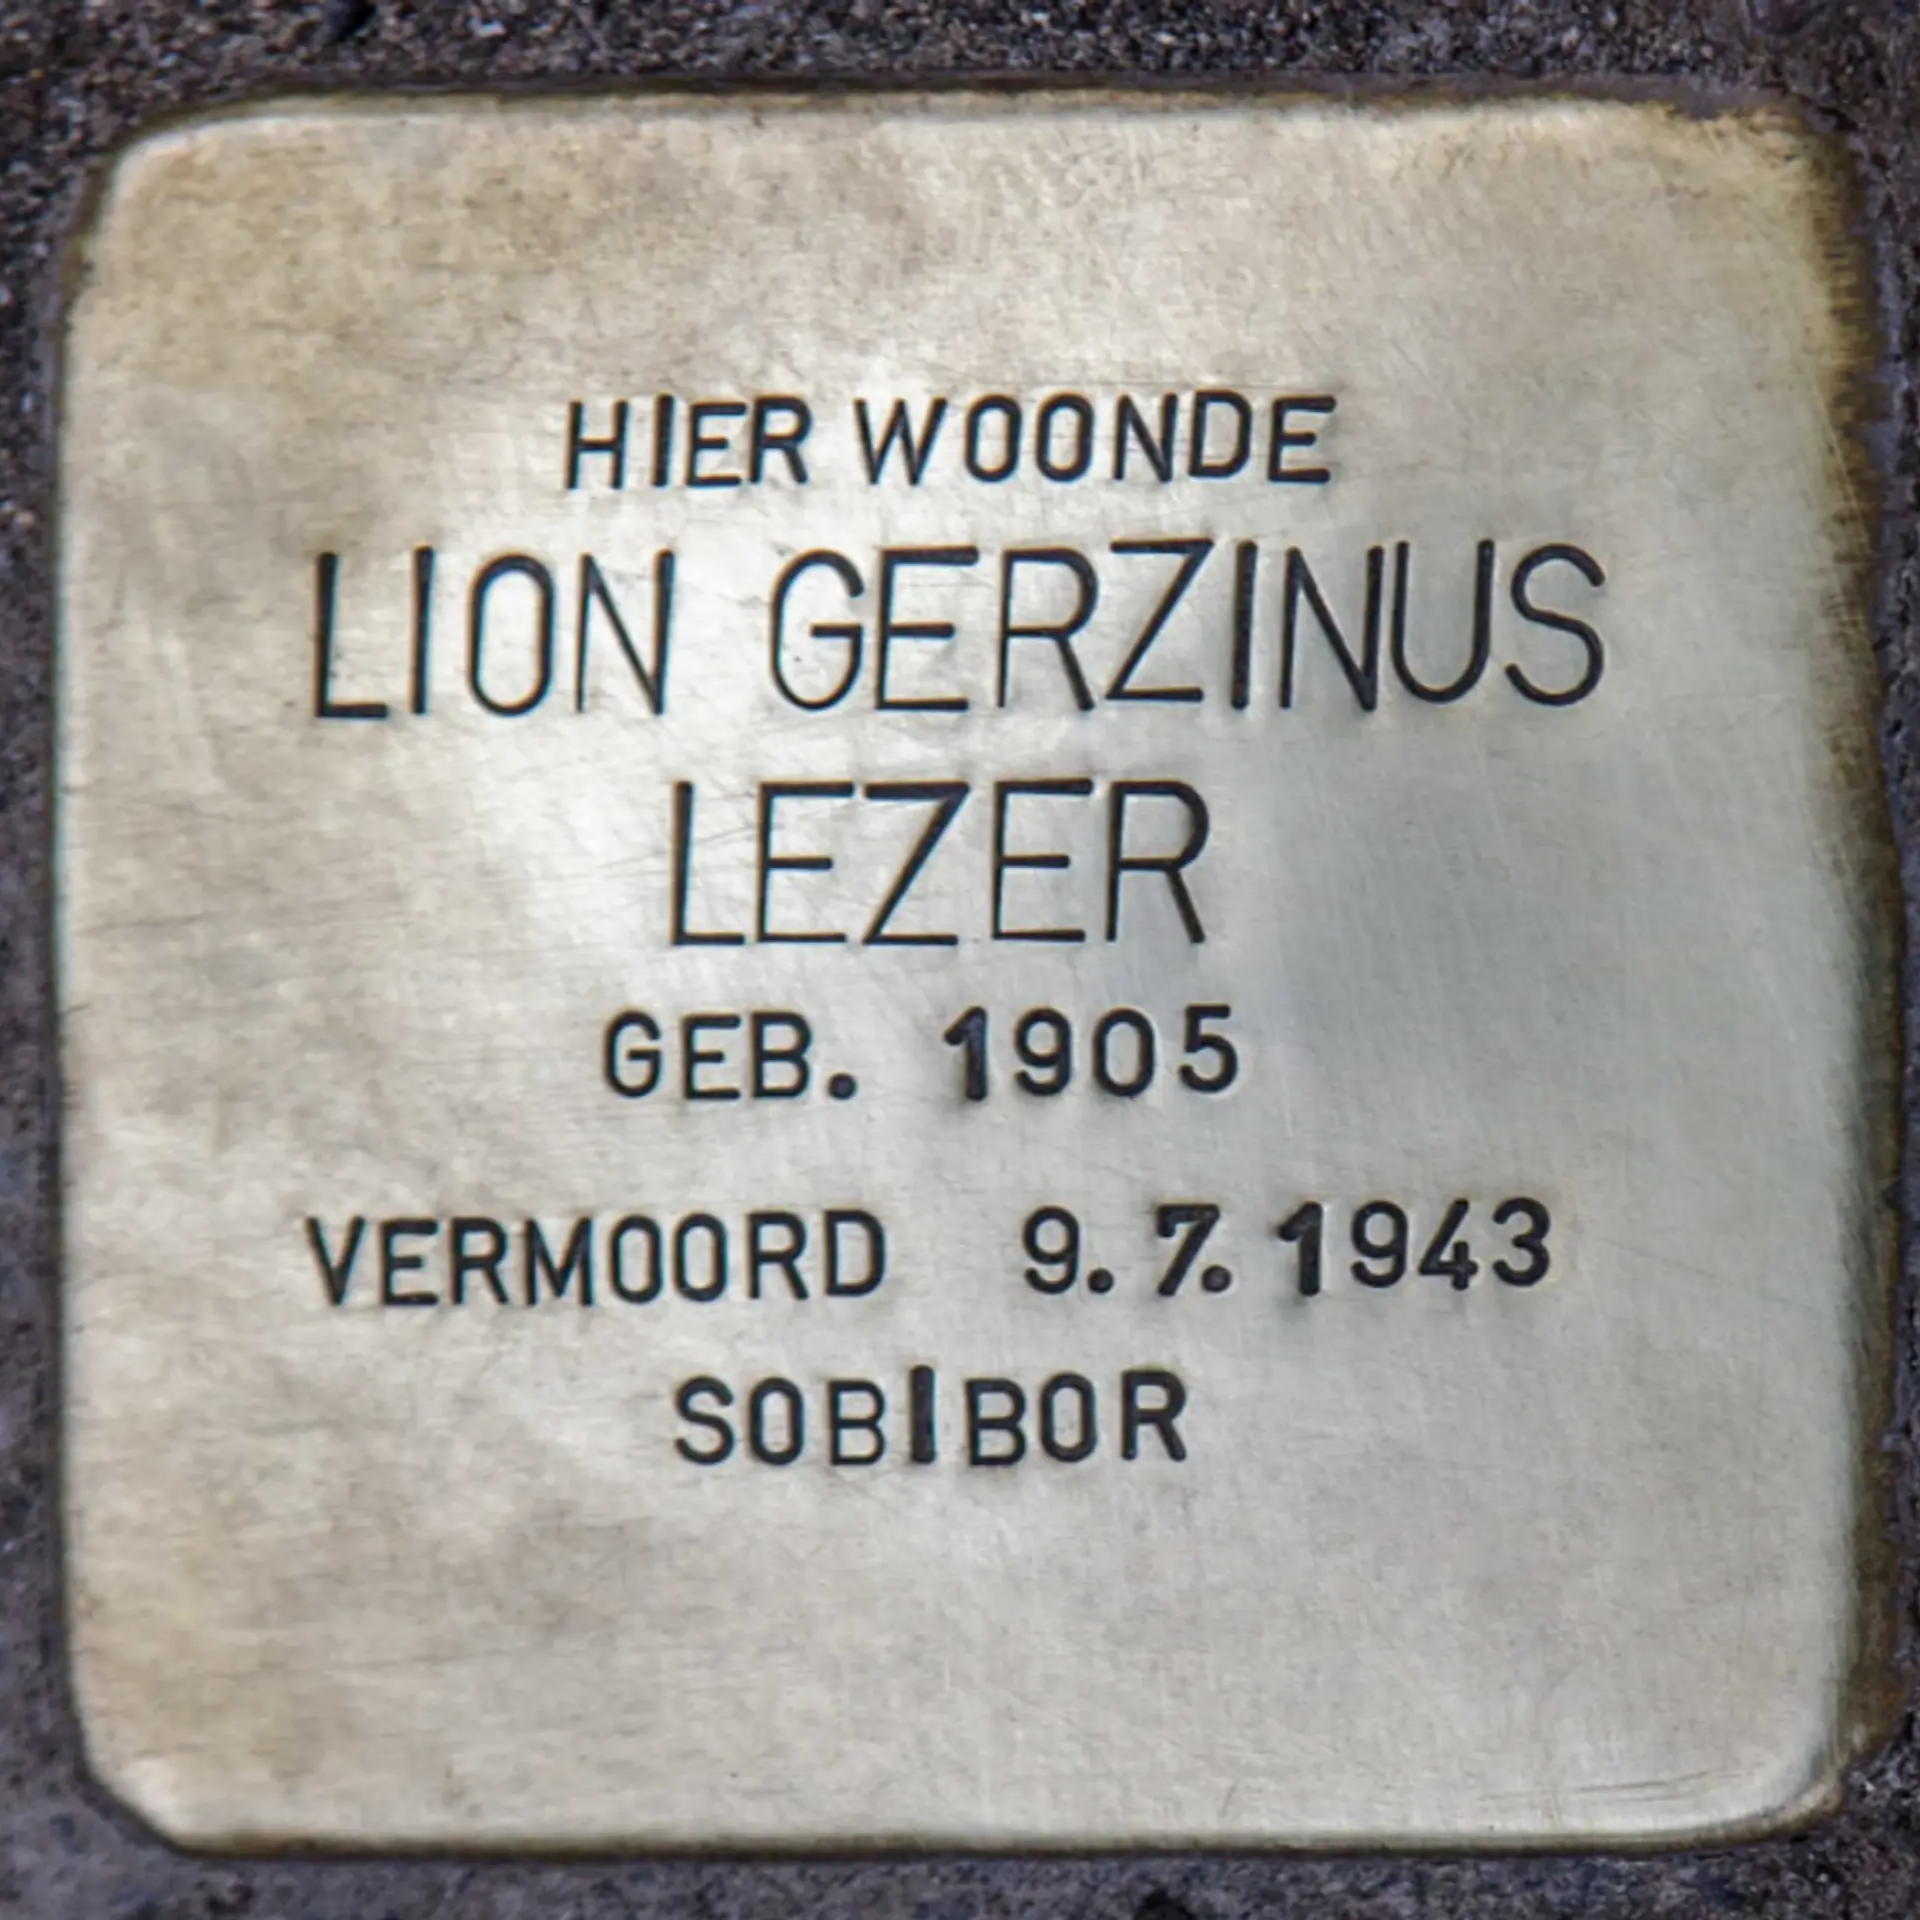 HIER WOONDE
LION GERZINUS
LEZER
GEB. 1905
VERMOORD 9.7.1943
SOBIBOR